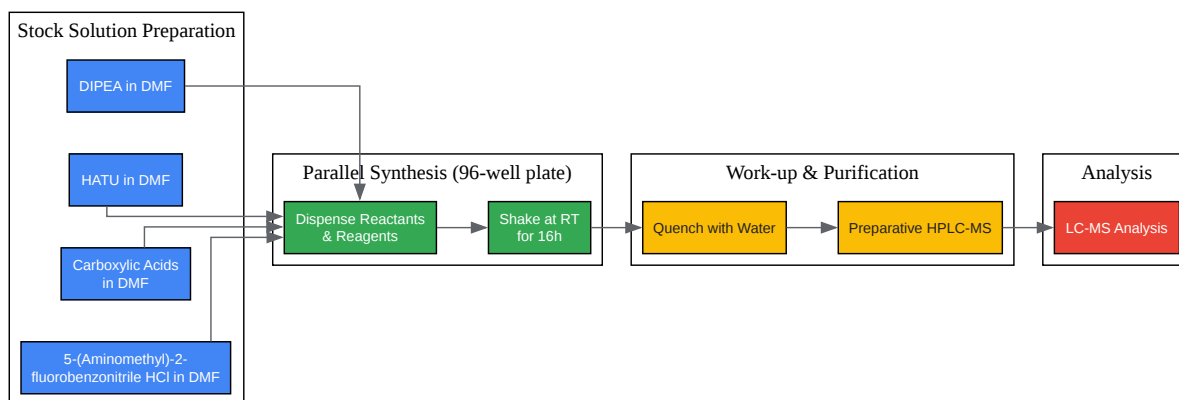 Stock Solution Preparation
DIPEA in DMF
HATU in DMF
Carboxylic Acids
in DMF
5-(Aminomethyl)-2-
fluorobenzonitrile HCl in DMF
Parallel Synthesis (96-well plate)
Dispense Reactants
& Reagents
Shake at RT
for 16h
Work-up & Purification
Quench with Water
Preparative HPLC-MS
Analysis
LC-MS Analysis